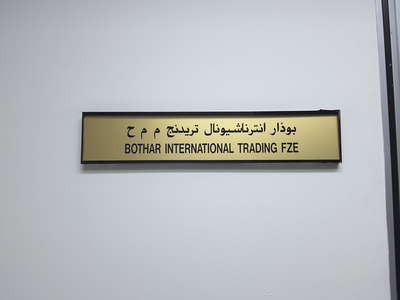 بوذار انترناشيونال تريدنج م م ح
BOTHAR INTERNATIONAL TRADING FZE